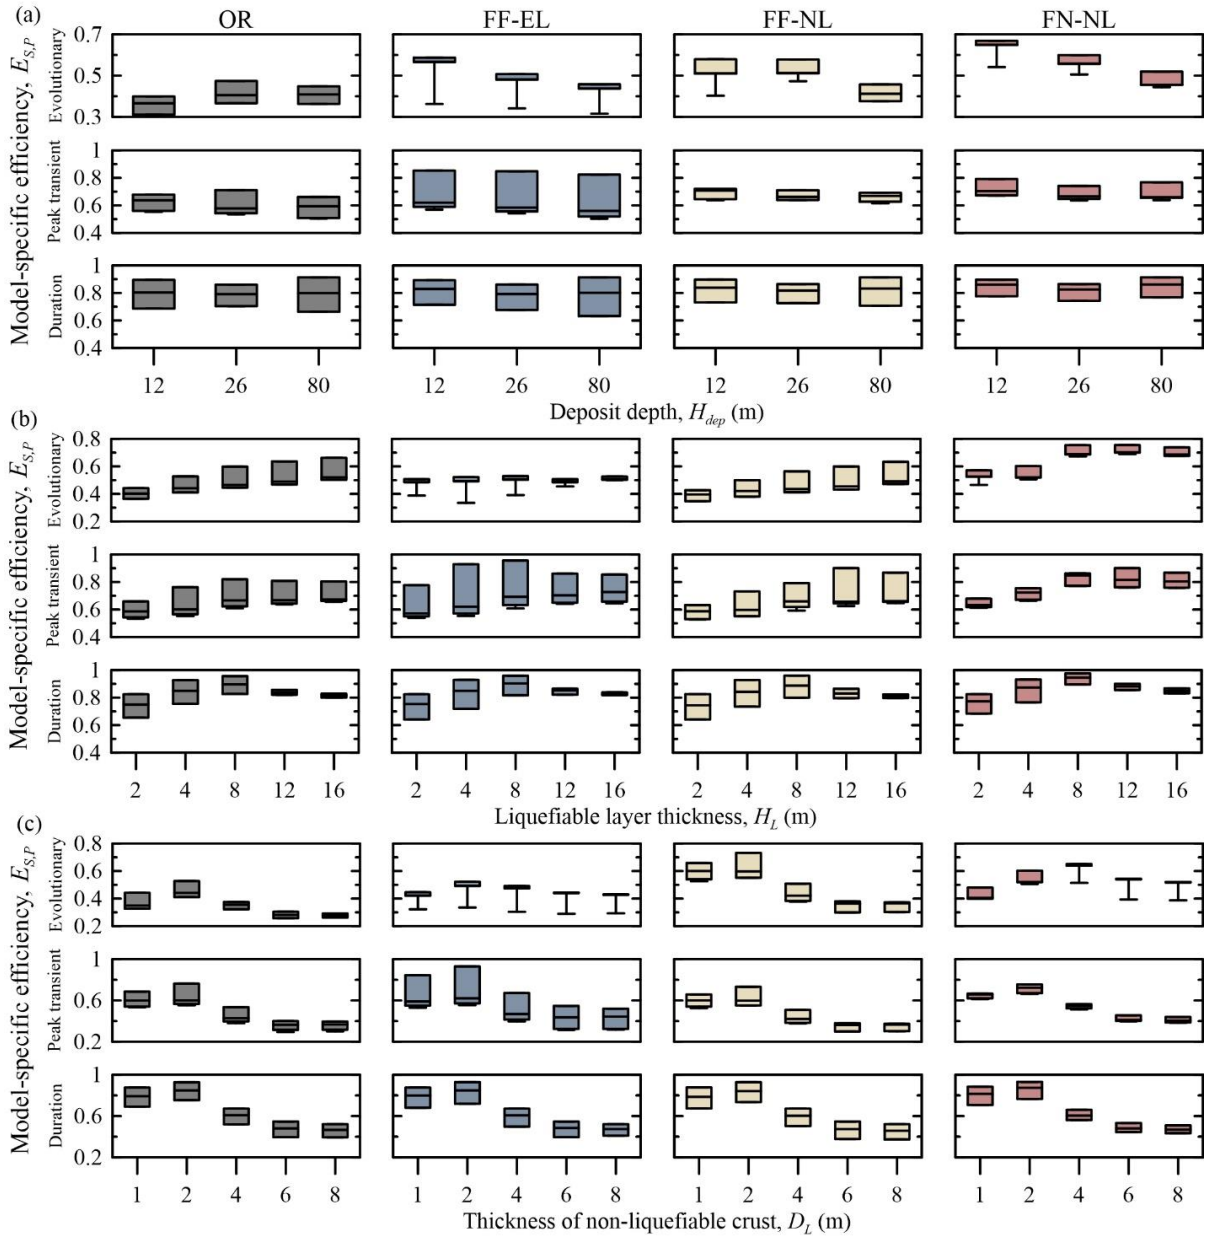 (a)
OR FF-EL FF-NL FN-NL
Model-specific efficiency, E_{S,P}
Evolutionary
0.7
0.5
0.3
Peak transient
1
0.8
0.6
0.4
Duration
1
0.8
0.6
0.4
12 26 80 12 26 80 12 26 80 12 26 80
Deposit depth, H_{dep} (m)
(b)
Model-specific efficiency, E_{S,P}
Evolutionary
0.8
0.6
0.4
0.2
Peak transient
1
0.8
0.6
0.4
Duration
1
0.8
0.6
0.4
2 4 8 12 16 2 4 8 12 16 2 4 8 12 16 2 4 8 12 16
Liquefiable layer thickness, H_L (m)
(c)
Model-specific efficiency, E_{S,P}
Evolutionary
0.8
0.6
0.4
0.2
Peak transient
1
0.6
0.2
Duration
1
0.6
0.2
1 2 4 6 8 1 2 4 6 8 1 2 4 6 8 1 2 4 6 8
Thickness of non-liquefiable crust, D_L (m)